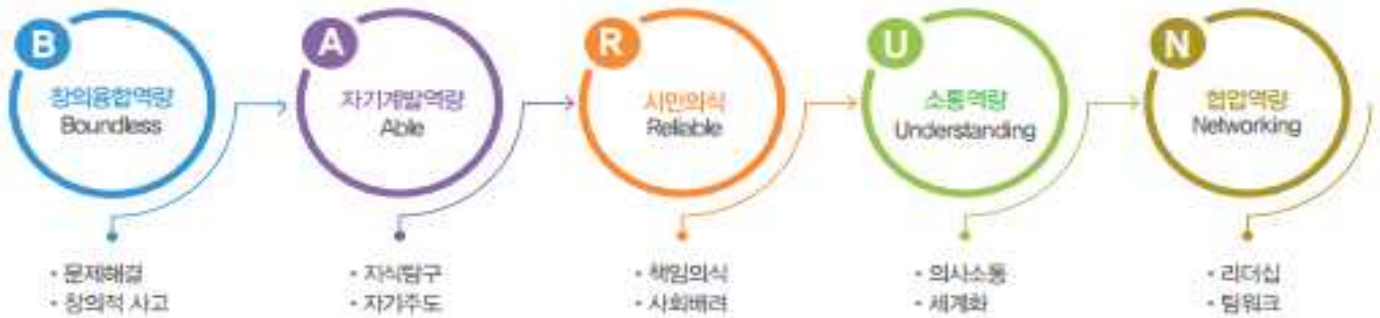 B
창의융합역량
Boundless
• 문제해결
• 창의적 사고
A
자기계발역량
Able
• 지식탐구
• 자기주도
R
시민의식
Reliable
• 책임의식
• 사회배려
U
소통역량
Understanding
• 의사소통
• 세계화
N
협업역량
Networking
• 리더십
• 팀워크